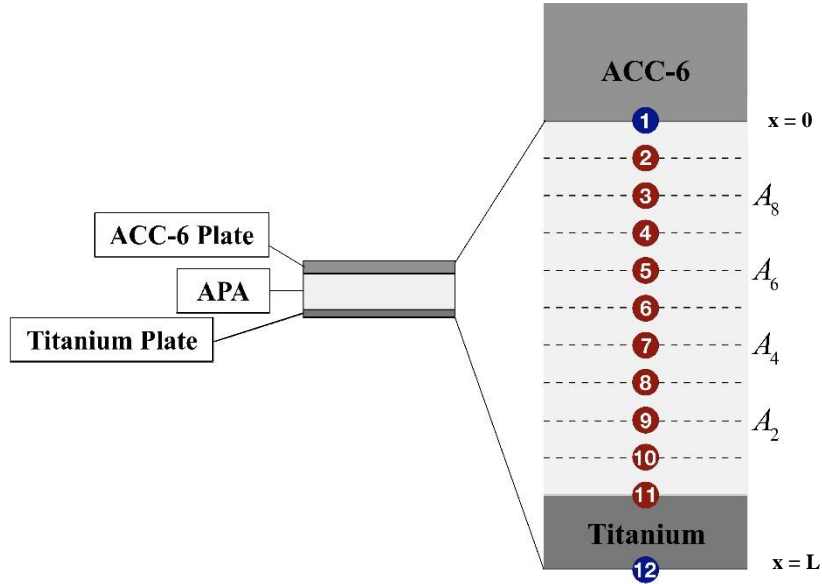 ACC-6 Plate
APA
Titanium Plate
ACC-6
1
x = 0
2
3
A8
4
5
A6
6
7
A4
8
9
A2
10
11
Titanium
12
x = L